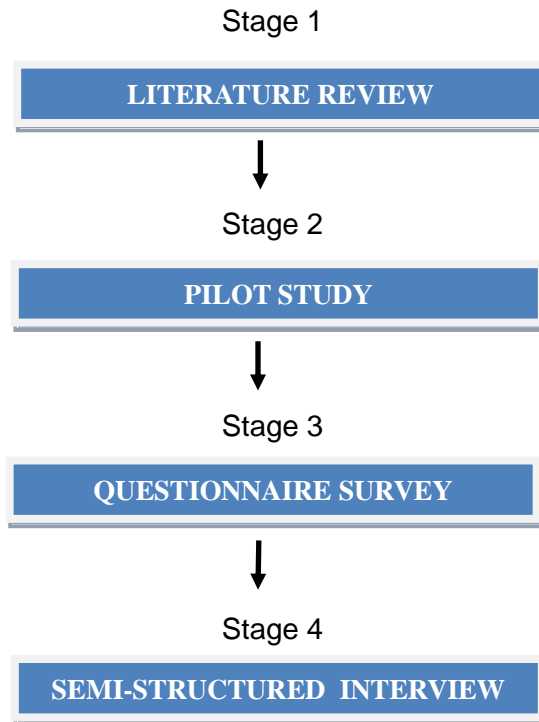 Stage 1
LITERATURE REVIEW
Stage 2
PILOT STUDY
Stage 3
QUESTIONNAIRE SURVEY
Stage 4
SEMI-STRUCTURED INTERVIEW